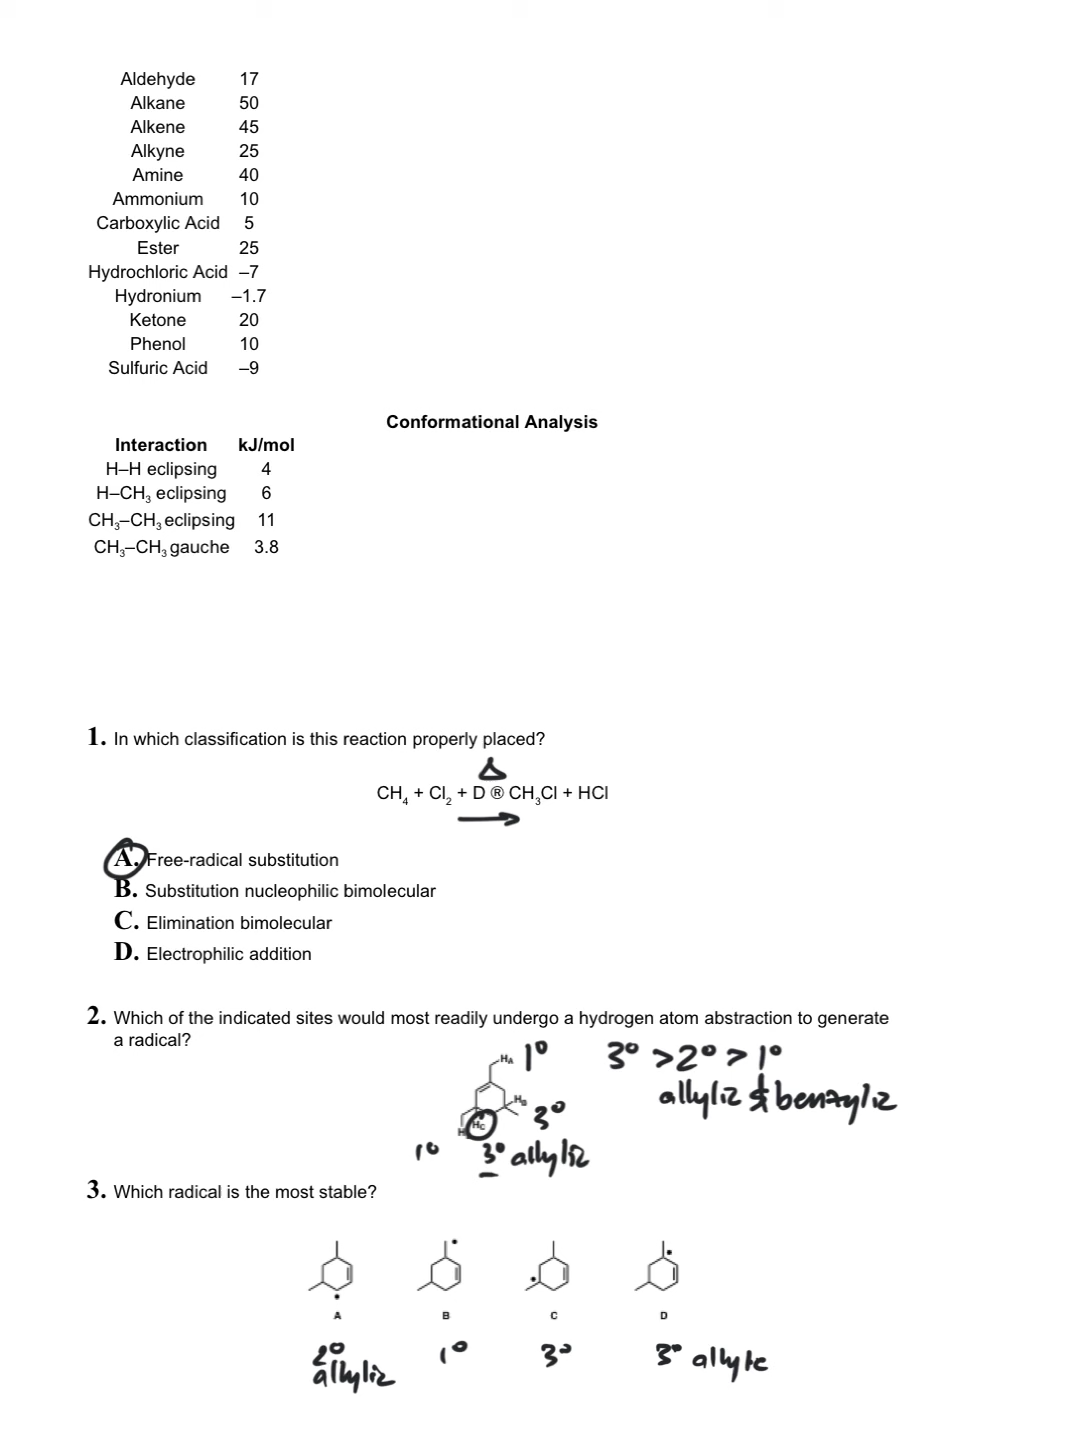 Aldehyde 17
Alkane 50
Alkene 45
Alkyne 25
Amine 40
Ammonium 10
Carboxylic Acid 5
Ester 25
Hydrochloric Acid –7
Hydronium –1.7
Ketone 20
Phenol 10
Sulfuric Acid –9
Conformational Analysis
Interaction kJ/mol
H–H eclipsing 4
H–CH₃ eclipsing 6
CH₃–CH₃ eclipsing 11
CH₃–CH₃ gauche 3.8
1. In which classification is this reaction properly placed?
Δ
CH₄ + Cl₂ + D ® CH₃Cl + HCl
→
A. Free-radical substitution
B. Substitution nucleophilic bimolecular
C. Elimination bimolecular
D. Electrophilic addition
2. Which of the indicated sites would most readily undergo a hydrogen atom abstraction to generate
a radical?
HA 1° 3° > 2° > 1°
allylic & benzylic
HB 3°
H HC
1° 3° allylic
3. Which radical is the most stable?
A B C D
2° 1° 3° 3° allylic
allylic